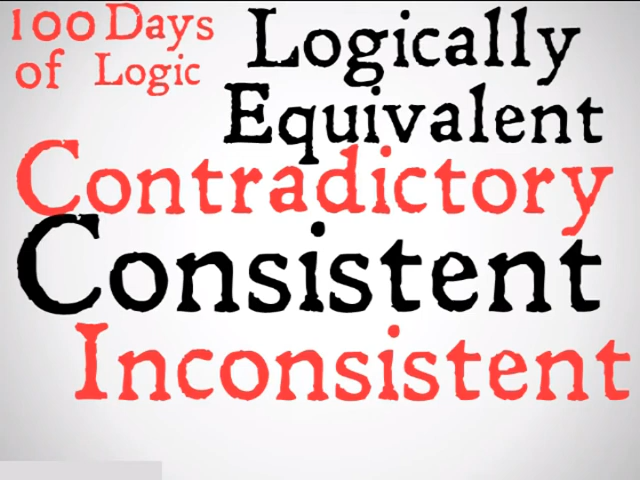 100 Days
of Logic
Logically
Equivalent
Contradictory
Consistent
Inconsistent